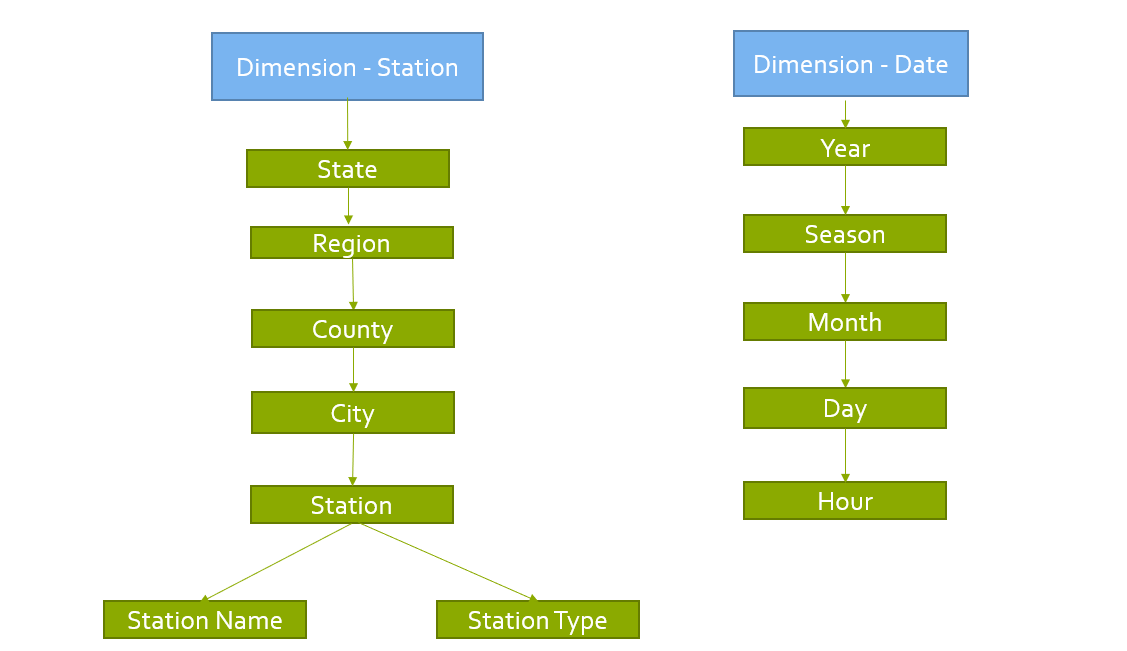 Dimension - Station
State
Region
County
City
Station
Station Name
Station Type
Dimension - Date
Year
Season
Month
Day
Hour